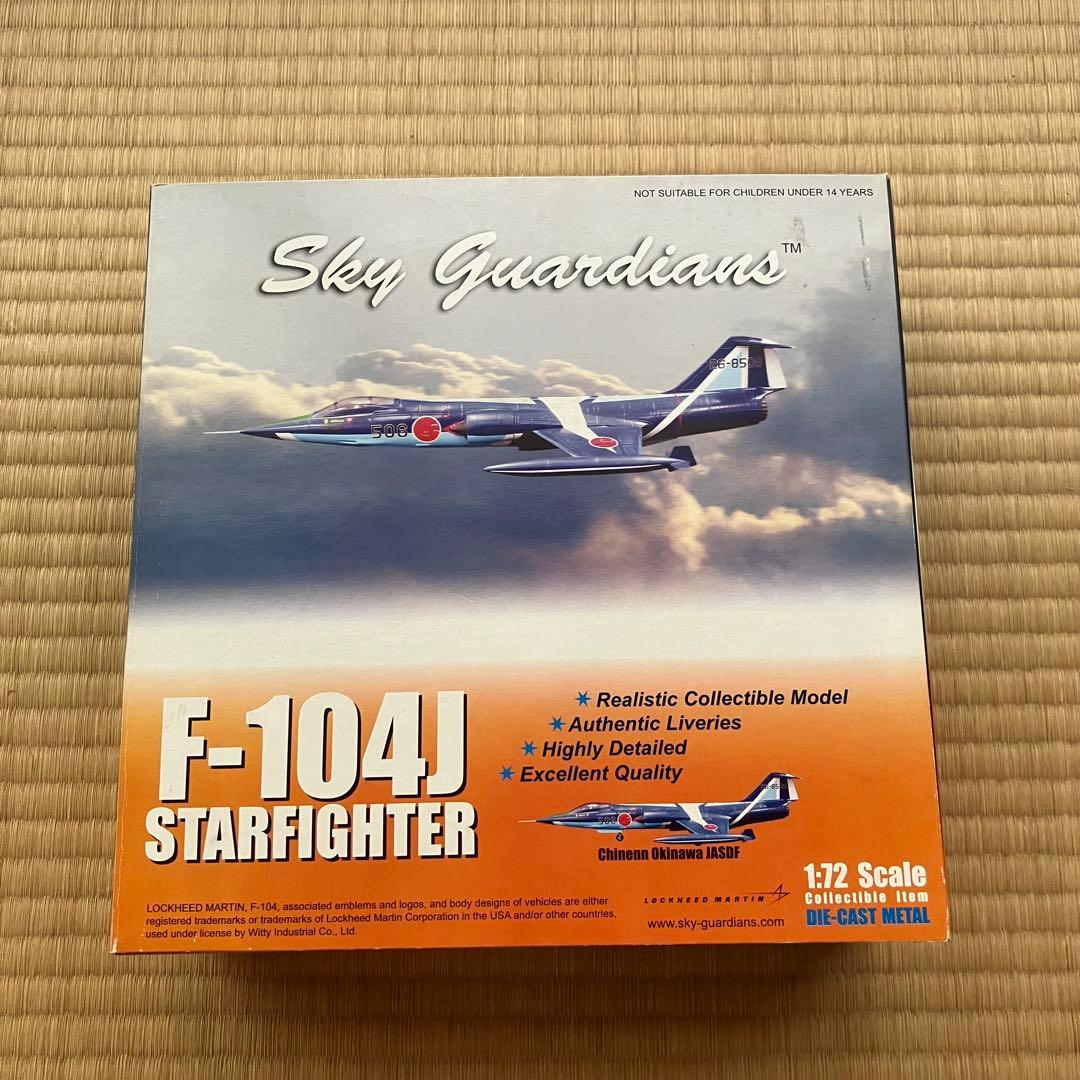 NOT SUITABLE FOR CHILDREN UNDER 14 YEARS
Sky Guardians™
508
F-104J
STARFIGHTER
Realistic Collectible Model
Authentic Liveries
Highly Detailed
Excellent Quality
Chinenn Okinawa JASDF
LOCKHEED MARTIN, F-104, associated emblems and logos, and body designs of vehicles are either
registered trademarks or trademarks of Lockheed Martin Corporation in the USA and/or other countries,
used under license by Witty Industrial Co., Ltd.
LOCKHEED MARTIN
www.sky-guardians.com
1:72 Scale
Collectible Item
DIE-CAST METAL